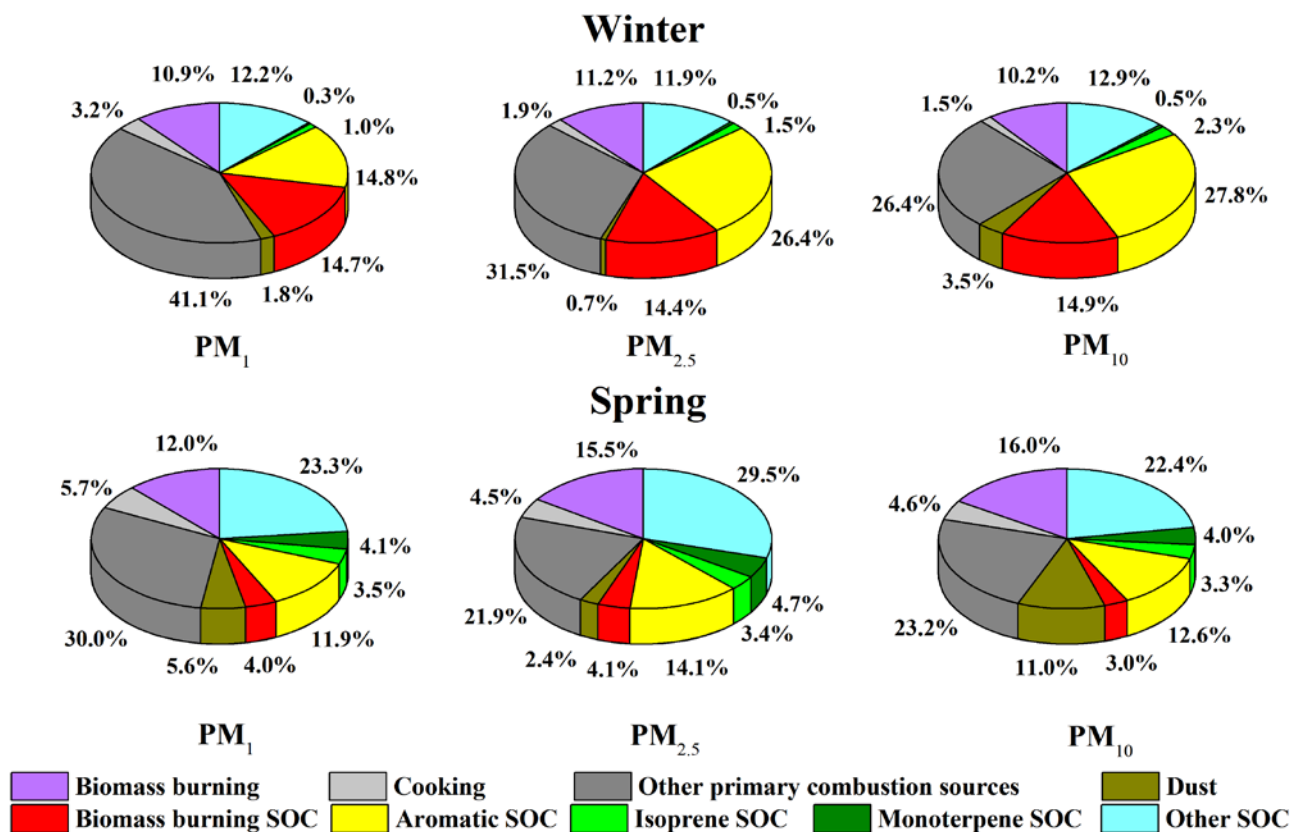 Winter
10.9% 12.2% 11.2% 11.9% 10.2% 12.9%
3.2% 0.3% 1.9% 0.5% 1.5% 0.5%
1.0% 1.5% 2.3%
14.8% 26.4% 27.8%
14.7% 26.4%
41.1% 1.8% 31.5% 0.7% 14.4% 3.5% 14.9%
PM1 PM2.5 PM10
Spring
12.0% 23.3% 15.5% 29.5% 16.0% 22.4%
5.7% 4.5% 4.6%
4.1% 4.7% 4.0%
3.5% 3.4% 3.3%
30.0% 11.9% 21.9% 14.1% 23.2% 12.6%
5.6% 4.0% 2.4% 4.1% 11.0% 3.0%
PM1 PM2.5 PM10
Biomass burning Cooking Other primary combustion sources Dust
Biomass burning SOC Aromatic SOC Isoprene SOC Monoterpene SOC Other SOC